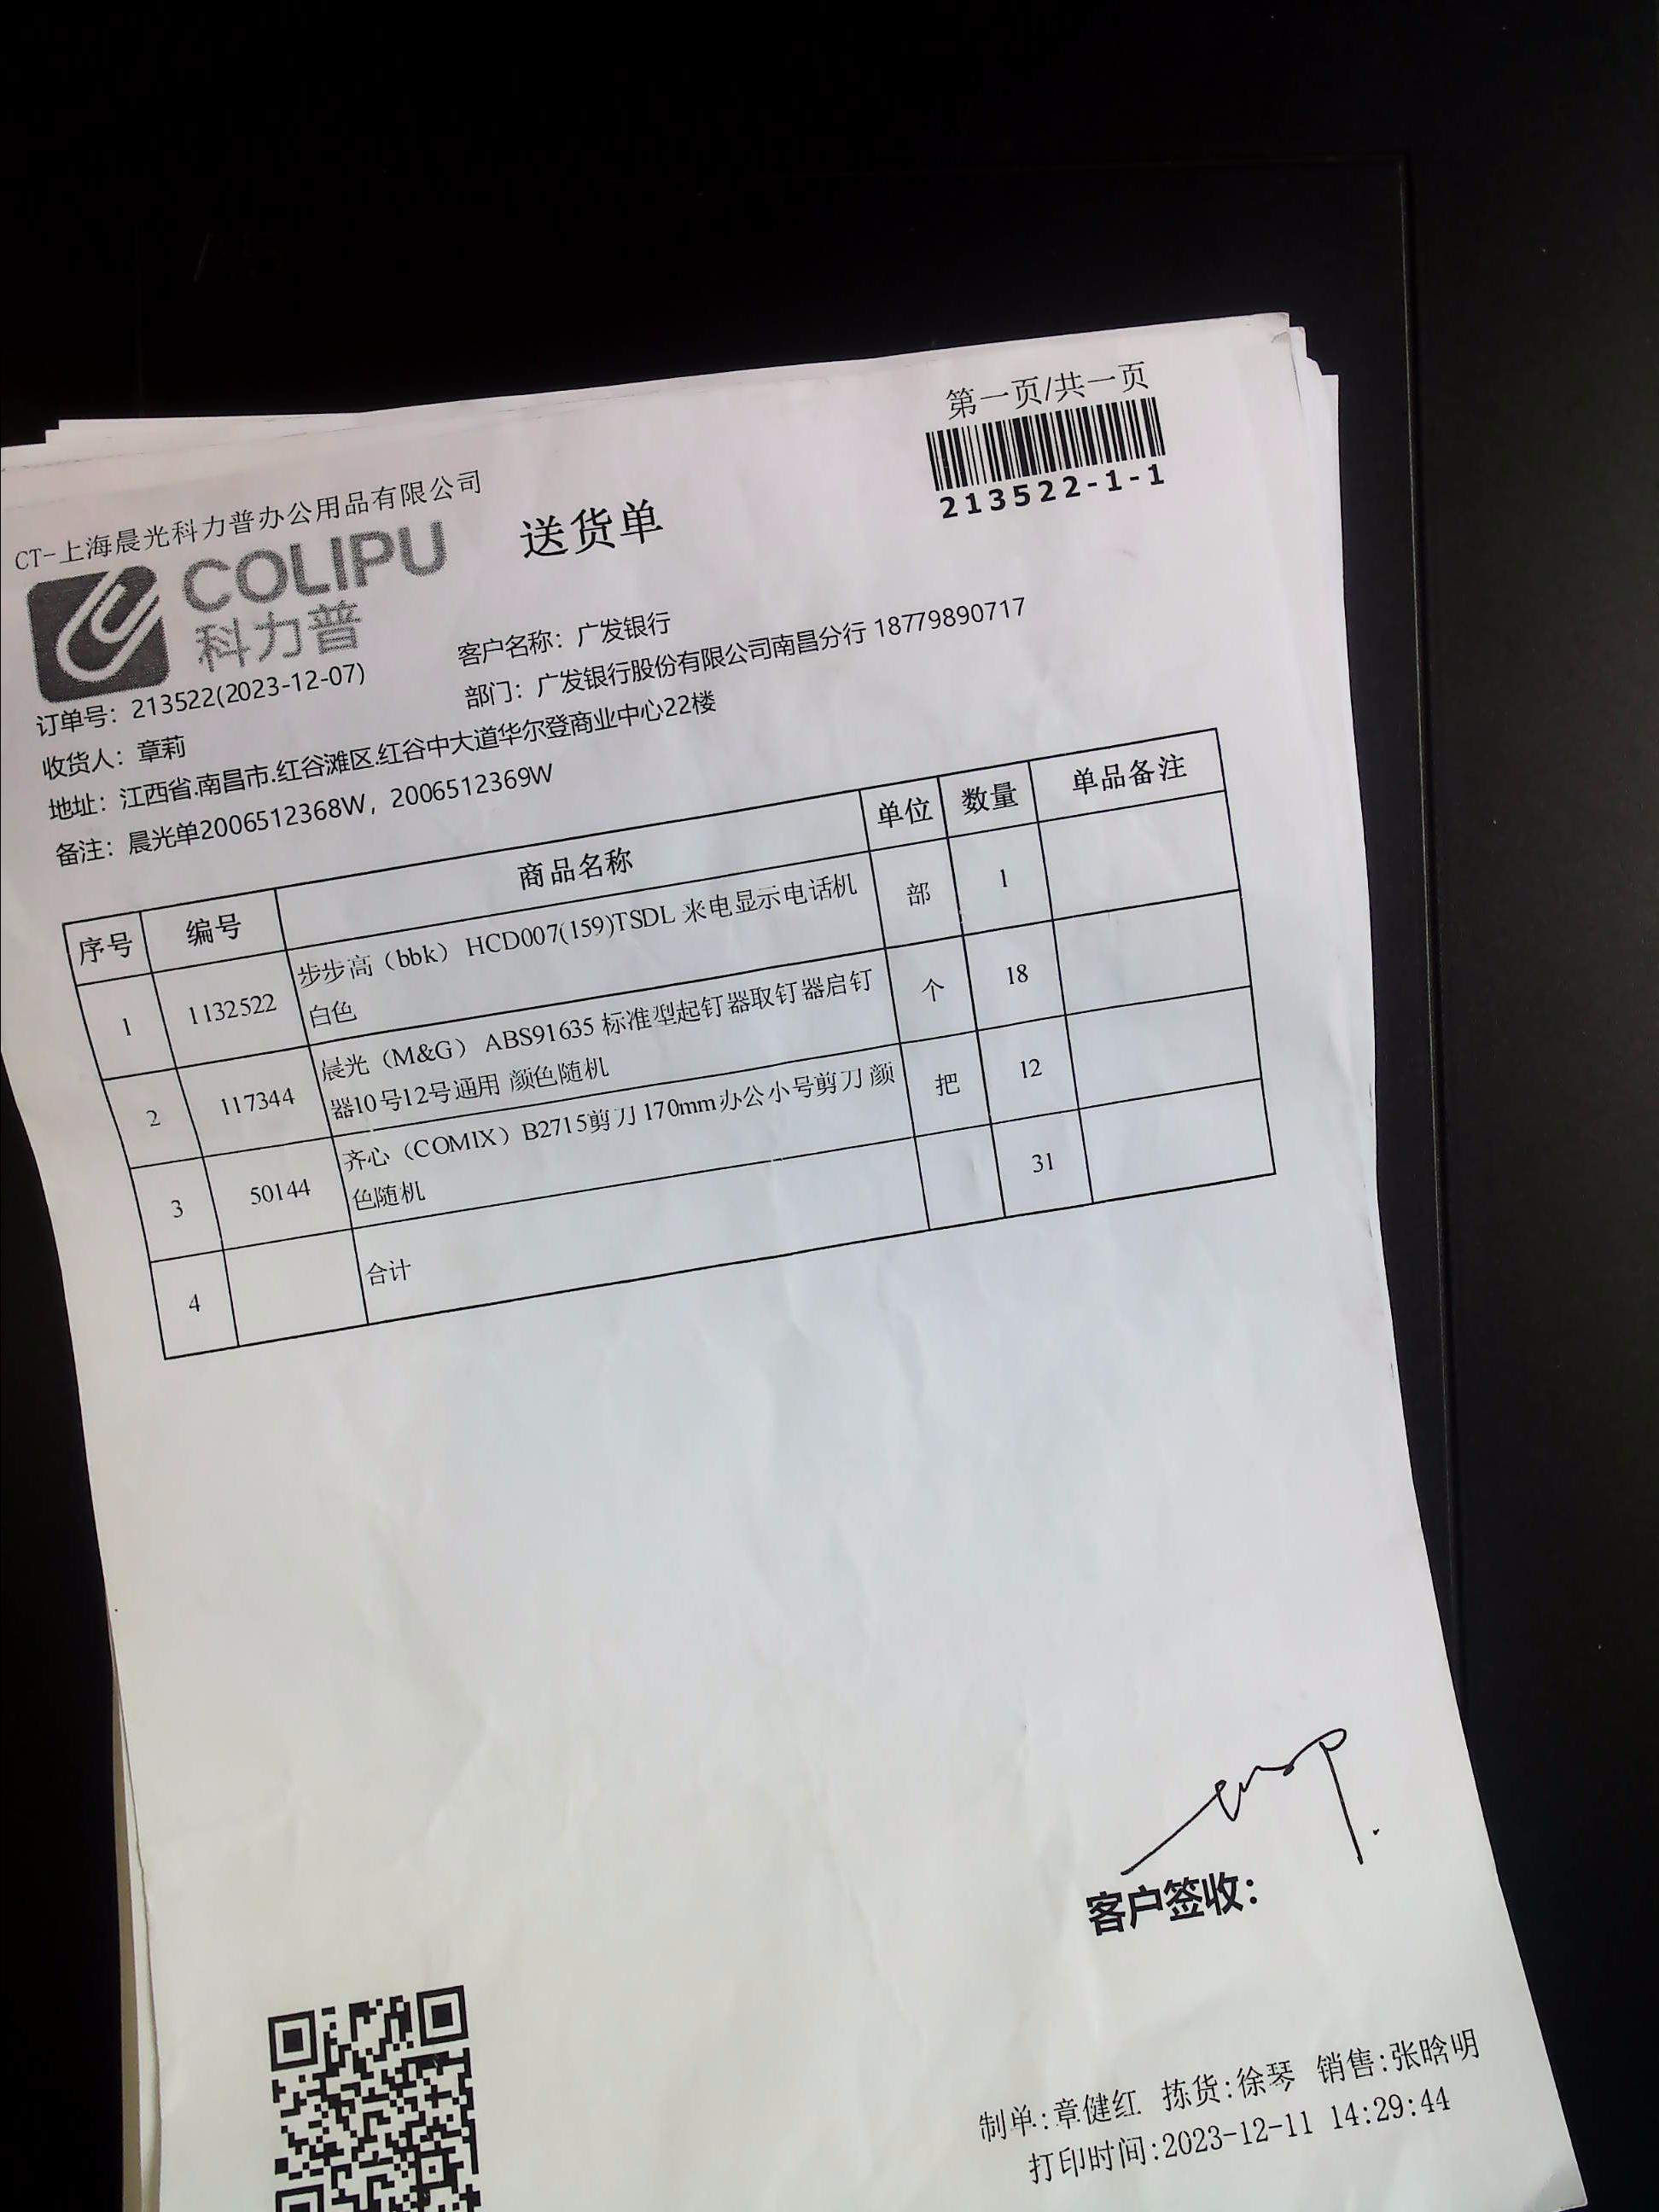 第一页/共一页
213522-1-1
CT-上海晨光科力普办公用品有限公司
COLIPU
科力普
送货单
订单号：213522(2023-12-07)
客户名称：广发银行
收货人：章莉
部门：广发银行股份有限公司南昌分行 18779890717
地址：江西省.南昌市.红谷滩区.红谷中大道华尔登商业中心22楼
备注：晨光单2006512368W，2006512369W
序号 编号 商品名称 单位 数量 单品备注
1 1132522 步步高（bbk） HCD007(159)TSDL 来电显示电话机 部 1
白色
2 117344 晨光（M&G） ABS91635 标准型起钉器取钉器启钉 个 18
器10号12号通用 颜色随机
3 50144 齐心（COMIX）B2715剪刀 170mm办公小号剪刀 颜 把 12
色随机
4 合计 31
客户签收：
制单:章健红 拣货:徐琴 销售:张晗明
打印时间:2023-12-11 14:29:44